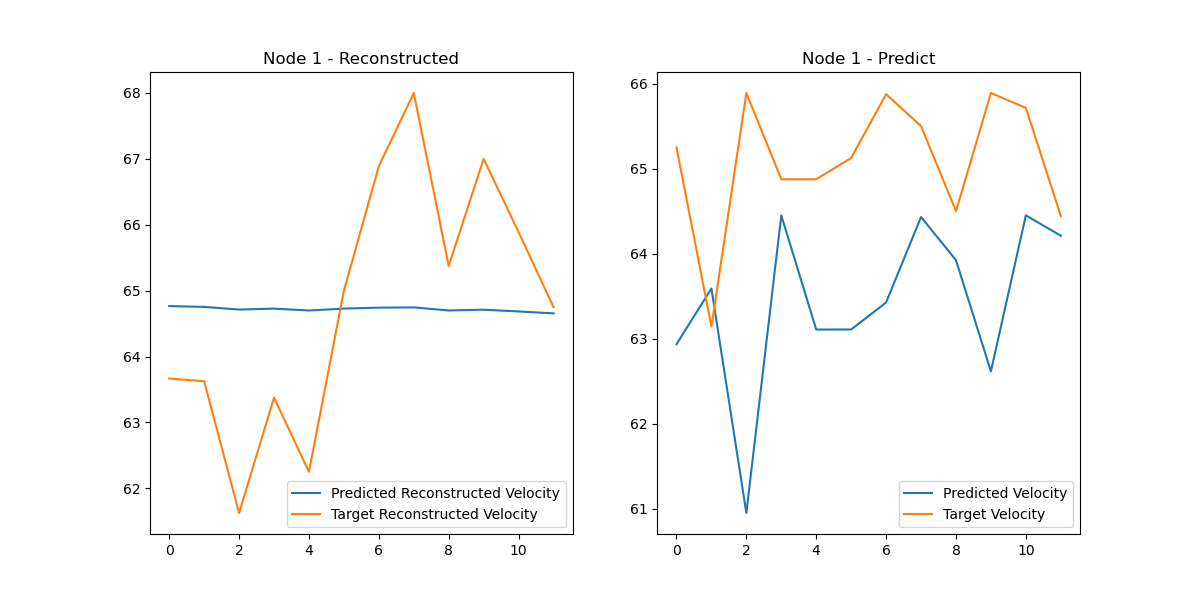 Node 1 - Reconstructed
68
67
66
65
64
63
62
0 2 4 6 8 10
Predicted Reconstructed Velocity
Target Reconstructed Velocity
Node 1 - Predict
66
65
64
63
62
61
0 2 4 6 8 10
Predicted Velocity
Target Velocity